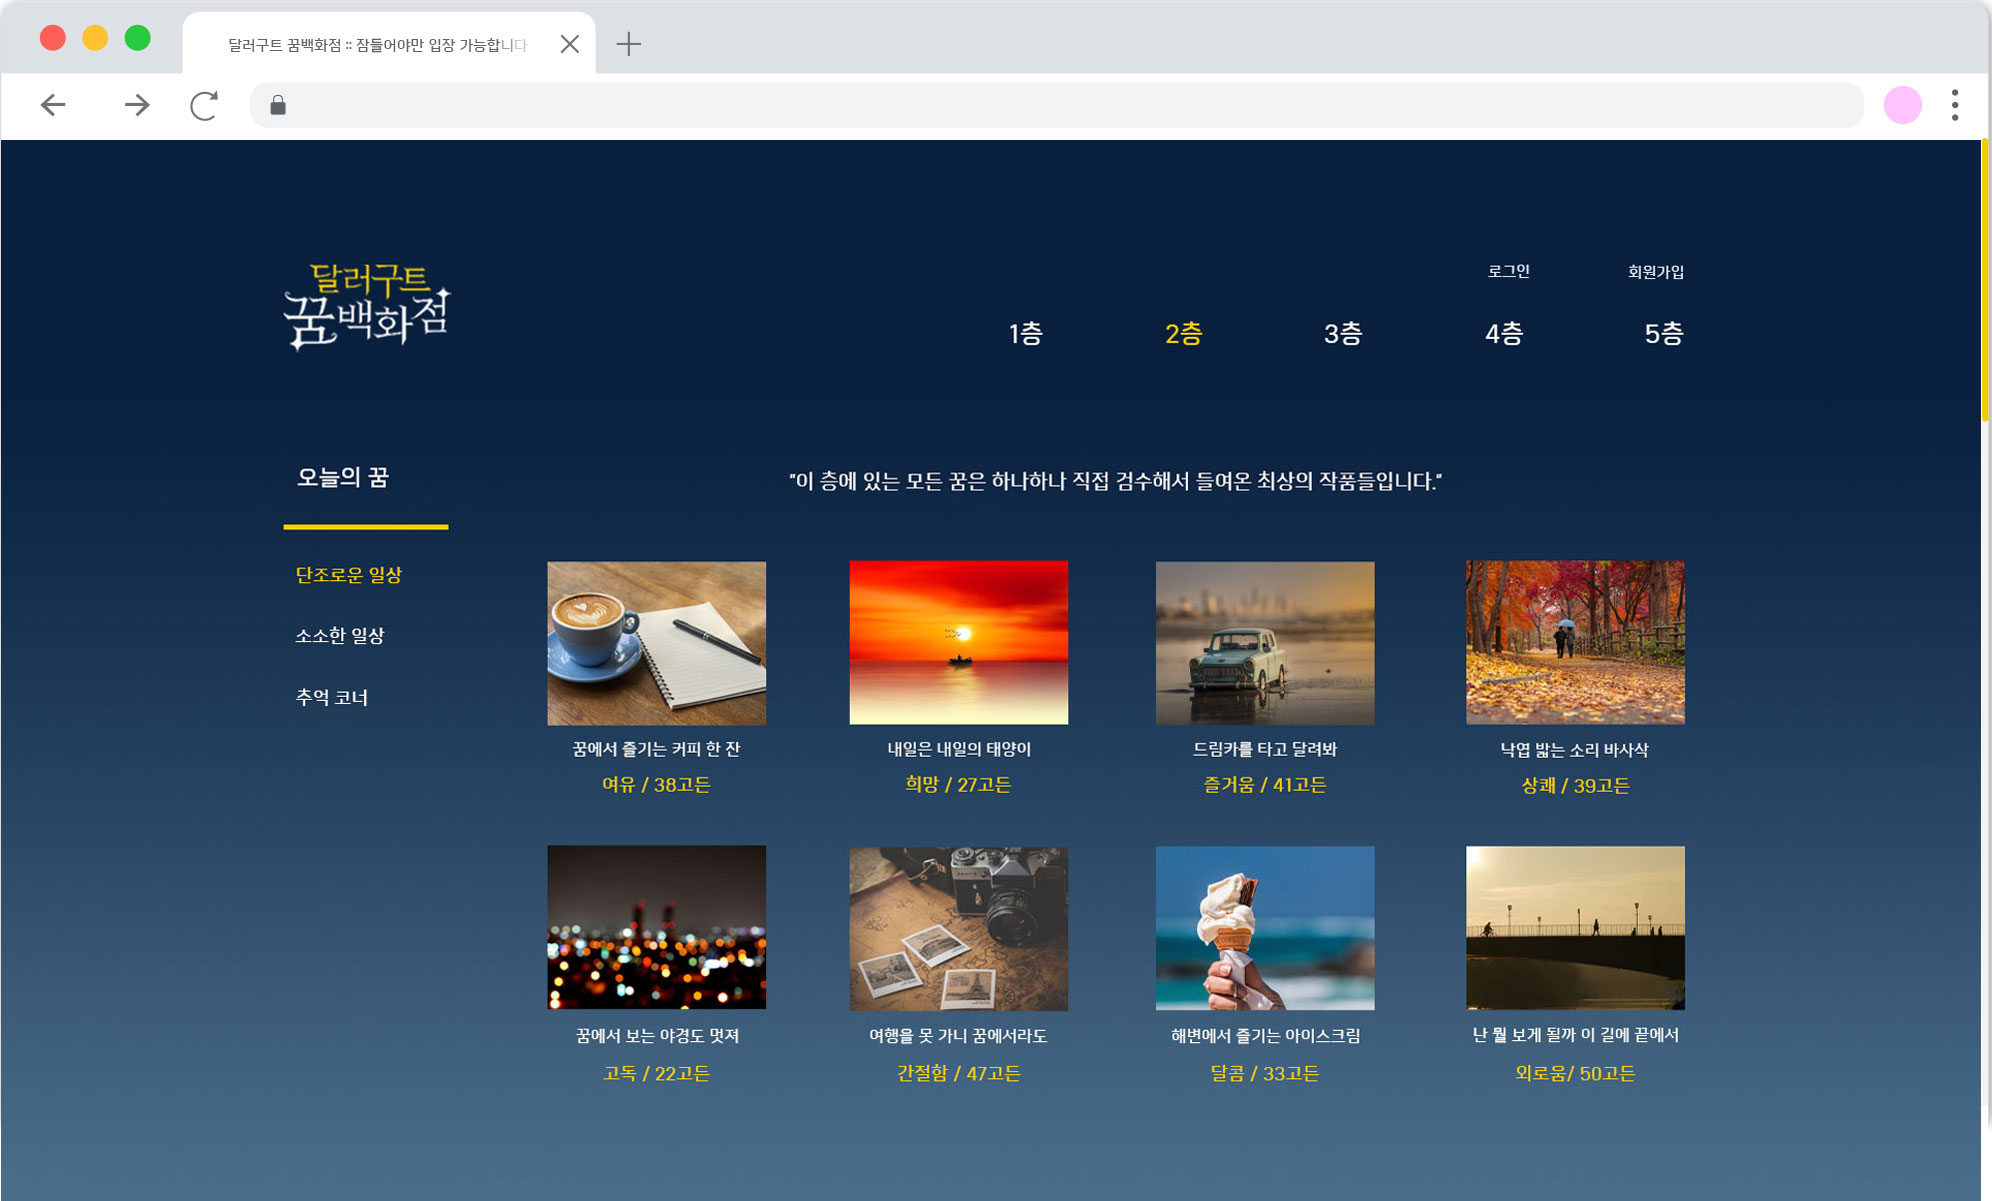 달러구트 꿈백화점 :: 잠들어야만 입장 가능합니다
달러구트
꿈백화점
로그인
회원가입
1층
2층
3층
4층
5층
오늘의 꿈
단조로운 일상
소소한 일상
추억 코너
"이 층에 있는 모든 꿈은 하나하나 직접 검수해서 들여온 최상의 작품들입니다."
꿈에서 즐기는 커피 한 잔
여유 / 38고든
내일은 내일의 태양이
희망 / 27고든
드림카를 타고 달려봐
즐거움 / 41고든
낙엽 밟는 소리 바사삭
상쾌 / 39고든
꿈에서 보는 야경도 멋져
고독 / 22고든
여행을 못 가니 꿈에서라도
간절함 / 47고든
해변에서 즐기는 아이스크림
달콤 / 33고든
난 뭘 보게 될까 이 길에 끝에서
외로움/ 50고든